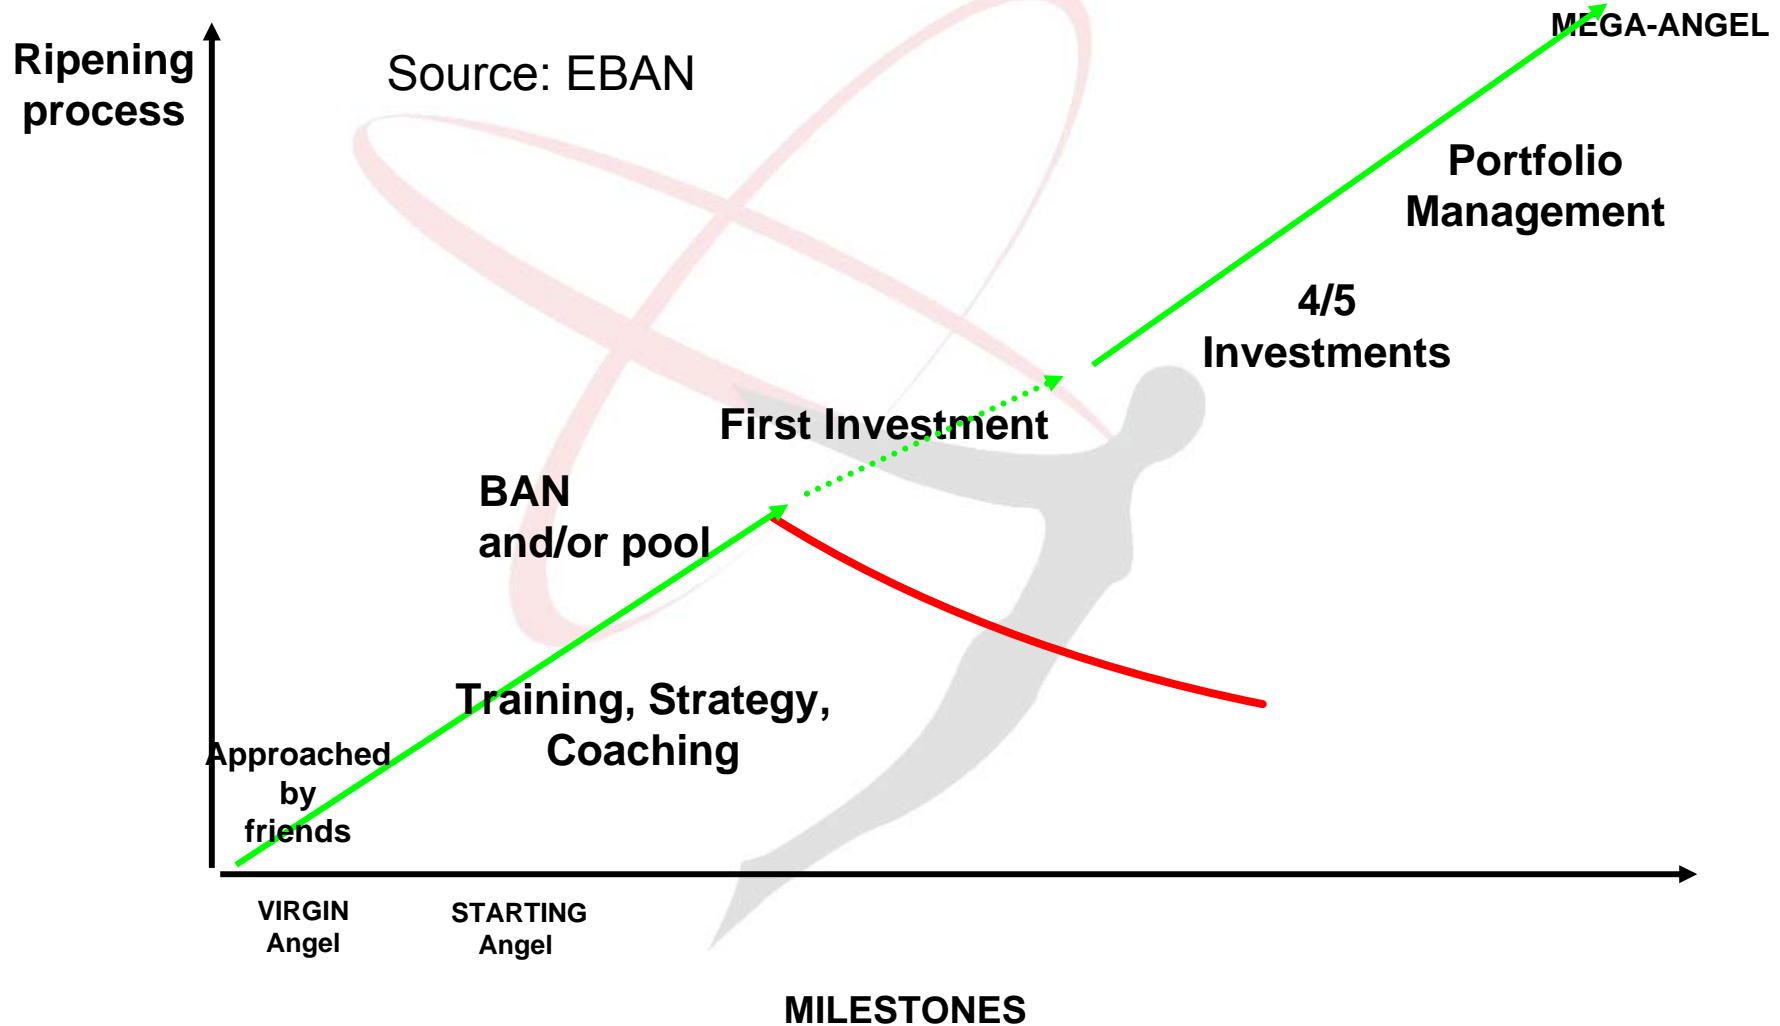 MEGA-ANGEL
Ripening
process
Source: EBAN
Portfolio
Management
4/5
Investments
First Investment
BAN
and/or pool
Training, Strategy,
Coaching
Approached
by
friends
VIRGIN
Angel
STARTING
Angel
MILESTONES